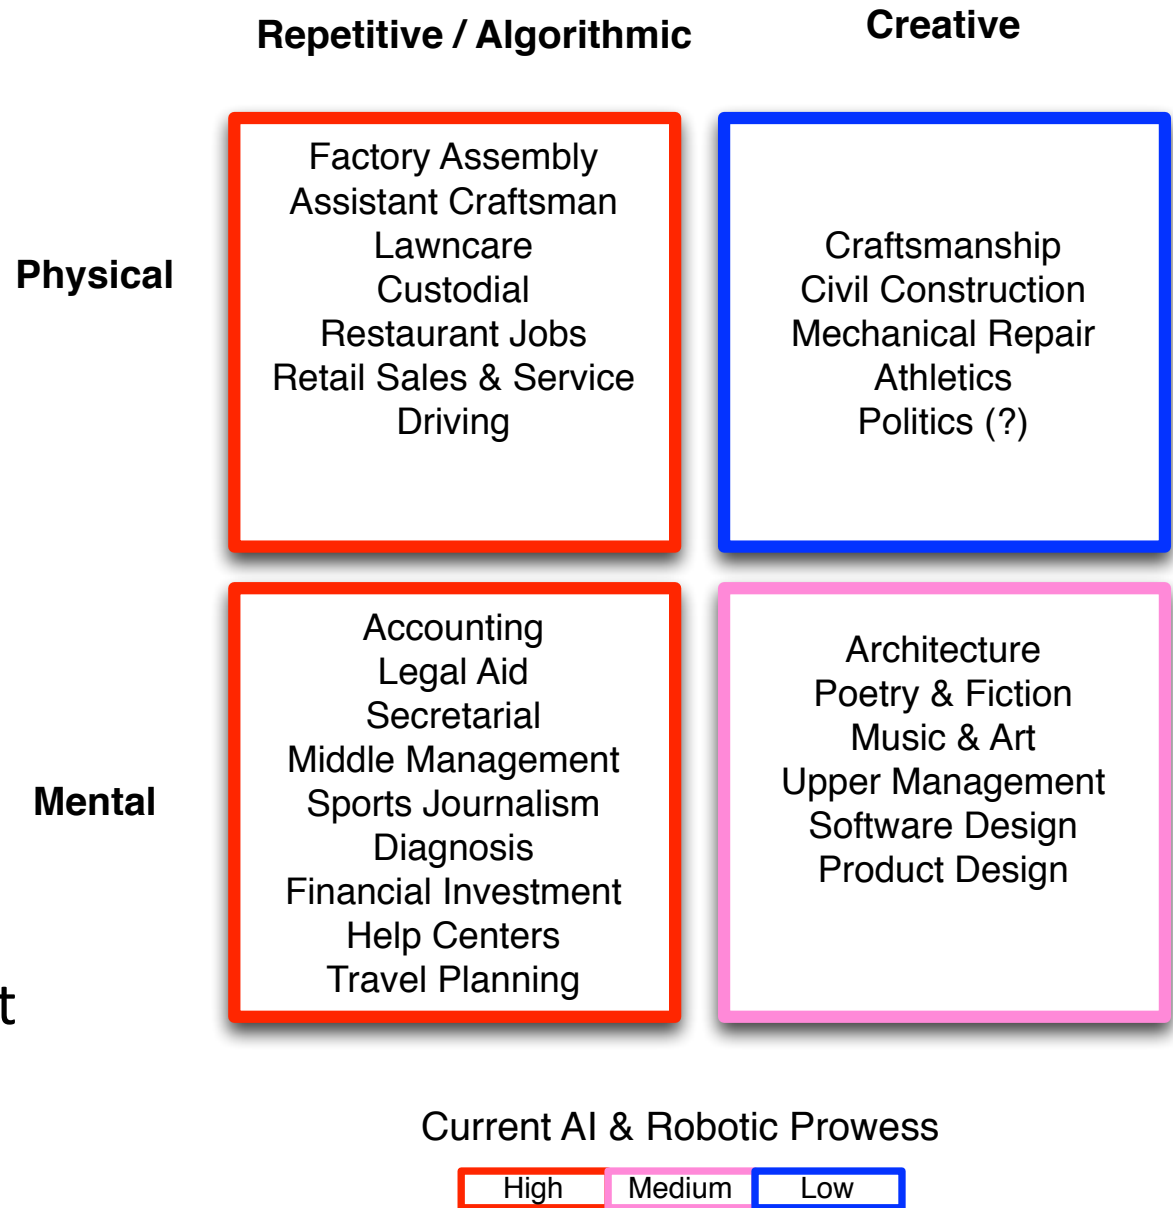 Repetitive / Algorithmic
Creative
Physical
Factory Assembly
Assistant Craftsman
Lawncare
Custodial
Restaurant Jobs
Retail Sales & Service
Driving
Craftsmanship
Civil Construction
Mechanical Repair
Athletics
Politics (?)
Mental
Accounting
Legal Aid
Secretarial
Middle Management
Sports Journalism
Diagnosis
Financial Investment
Help Centers
Travel Planning
Architecture
Poetry & Fiction
Music & Art
Upper Management
Software Design
Product Design
t
Current AI & Robotic Prowess
High
Medium
Low